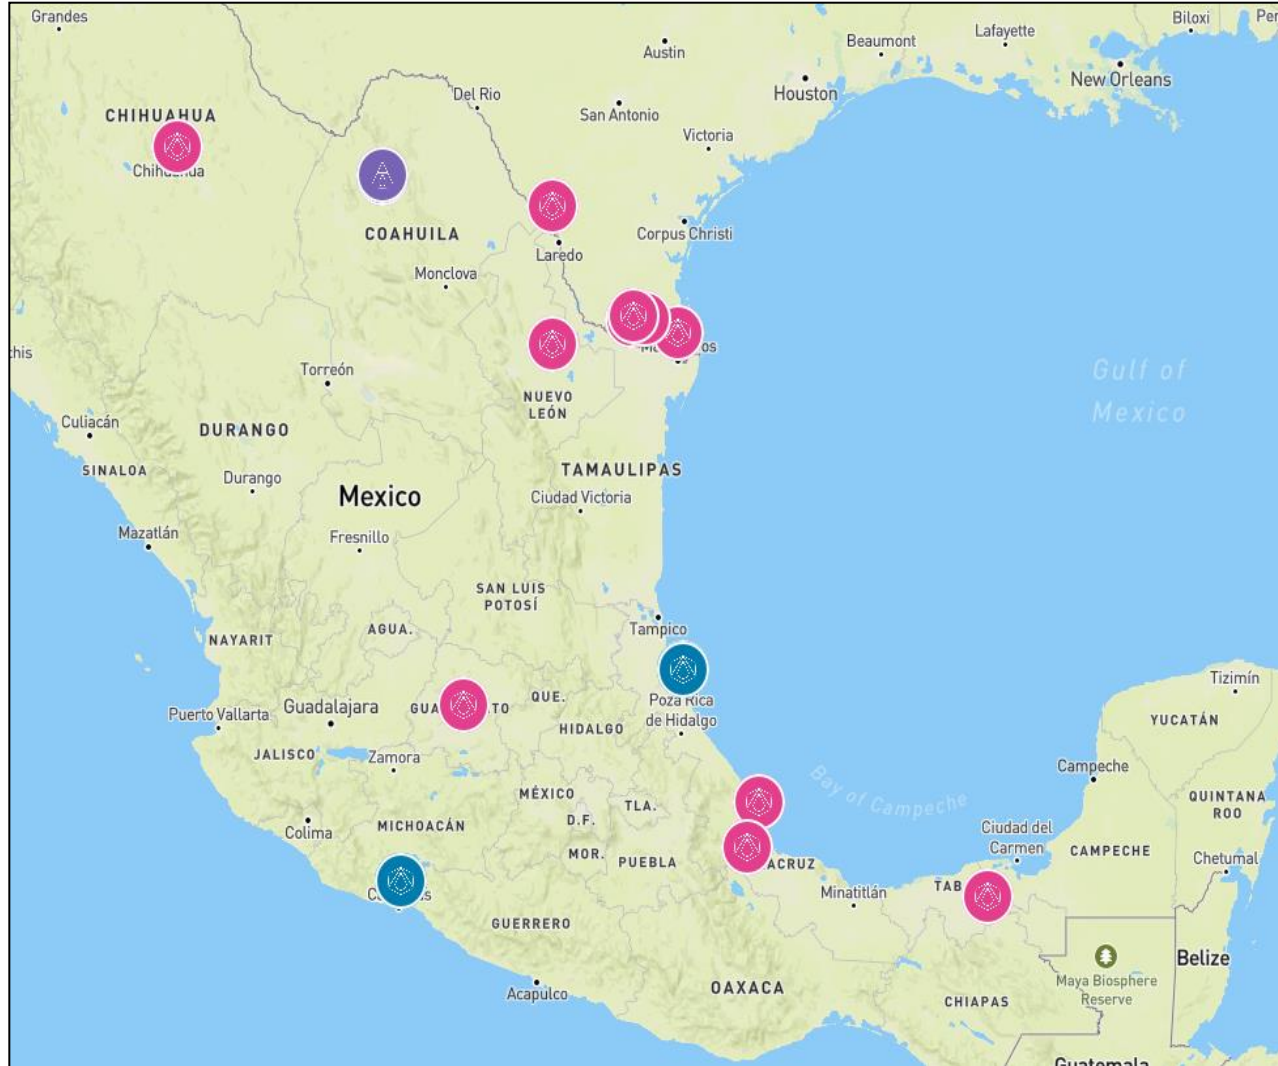 Grandes
Biloxi
Lafayette
Beaumont
Austin
New Orleans
Houston
Del Rio
San Antonio
CHIHUAHUA
Victoria
Chihuahua
COAHUILA
Corpus Christi
Laredo
Monclova
Torreón
Gulf of
Mexico
NUEVO
LEÓN
Culiacán
DURANGO
SINALOA
TAMAULIPAS
Durango
Mexico
Ciudad Victoria
Mazatlán
Fresnillo
SAN LUIS
POTOSÍ
AGUA.
Tampico
NAYARIT
Tizimín
Poza Rica
de Hidalgo
QUE.
Guadalajara
Puerto Vallarta
YUCATÁN
HIDALGO
JALISCO
Zamora
Campeche
Bay of Campeche
MÉXICO
TLA.
QUINTANA
ROO
D.F.
Colima
MICHOACÁN
Ciudad del
Carmen
MOR.
PUEBLA
ACRUZ
CAMPECHE
Chetumal
Minatitlán
TAB
GUERRERO
Belize
OAXACA
Maya Biosphere
Reserve
Acapulco
CHIAPAS
Guatemala